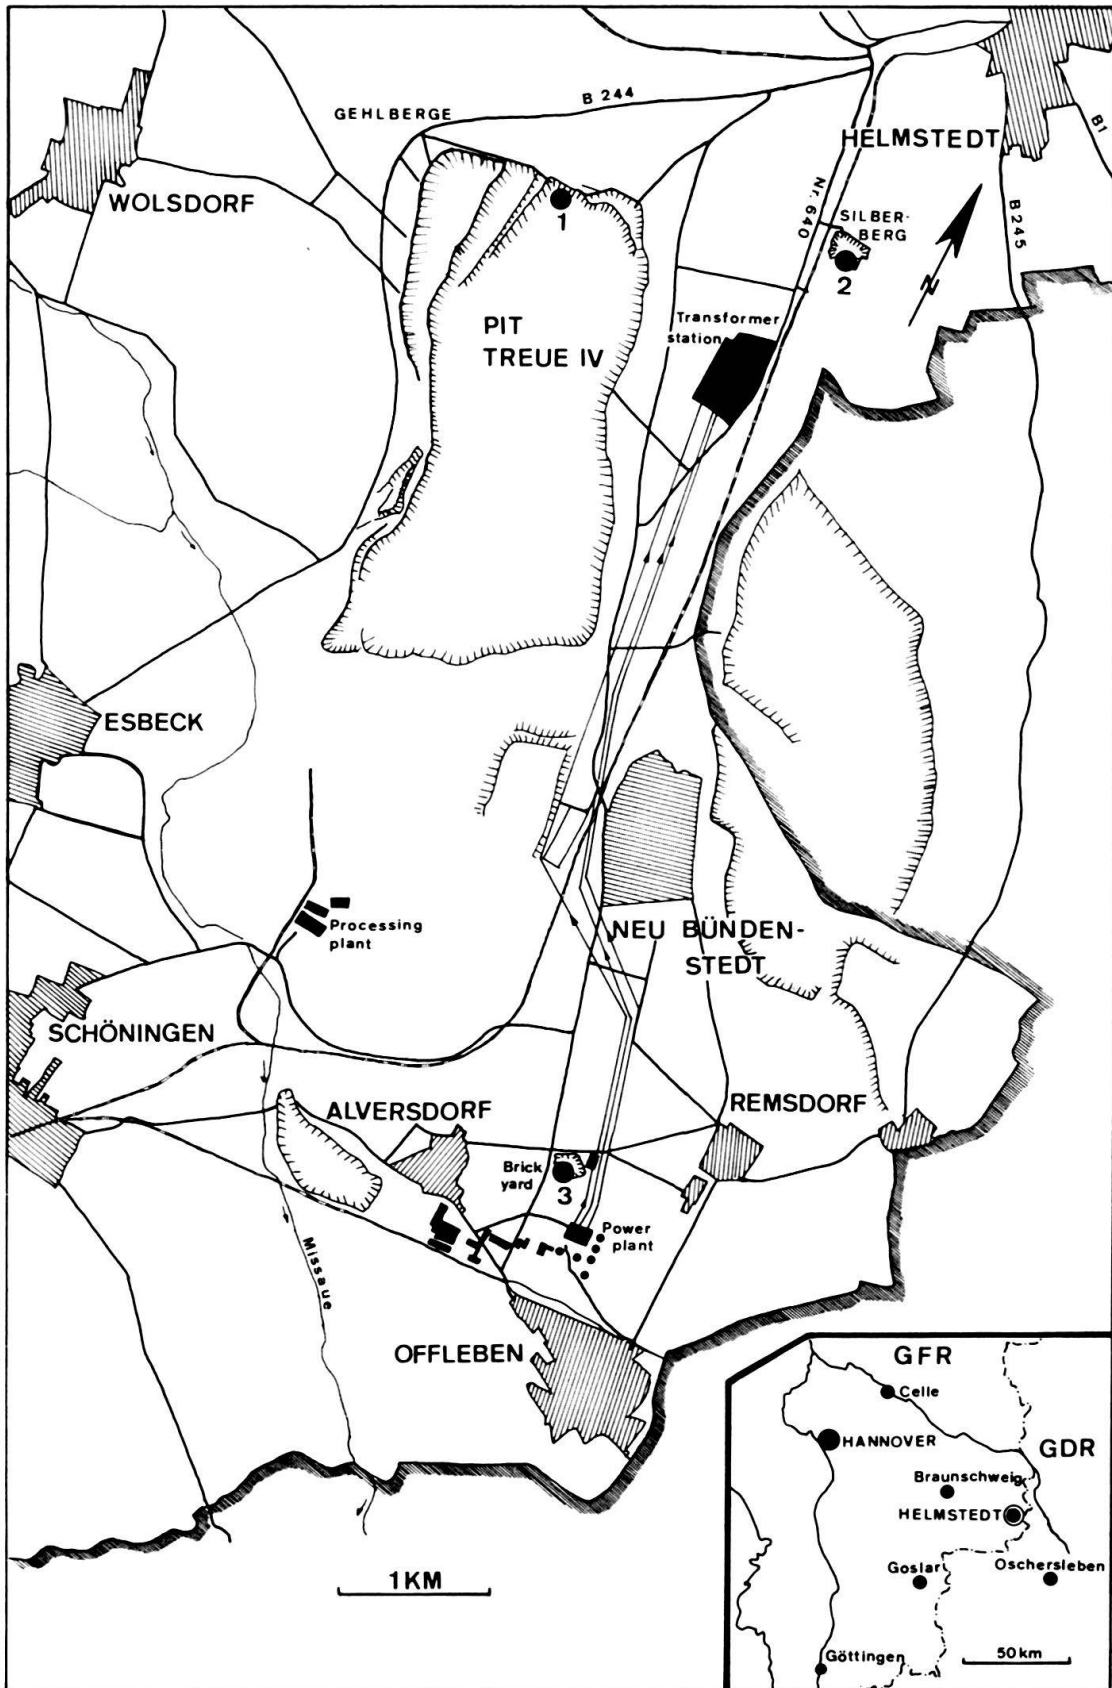 B 244
GEHLBERGE
HELMSTEDT
B1
WOLSDORF
1
Nr. 640
SILBER-
BERG
B 245
2
N
PIT
TREUE IV
Transformer
station
ESBECK
Processing
plant
NEU BÜNDEN-
STEDT
SCHÖNINGEN
ALVERSDORF
REMSDORF
Brick
yard
3
Power
plant
Missaue
OFFLEBEN
1KM
GFR
Celle
HANNOVER
GDR
Braunschweig
HELMSTEDT
Goslar
Oschersleben
Göttingen
50km